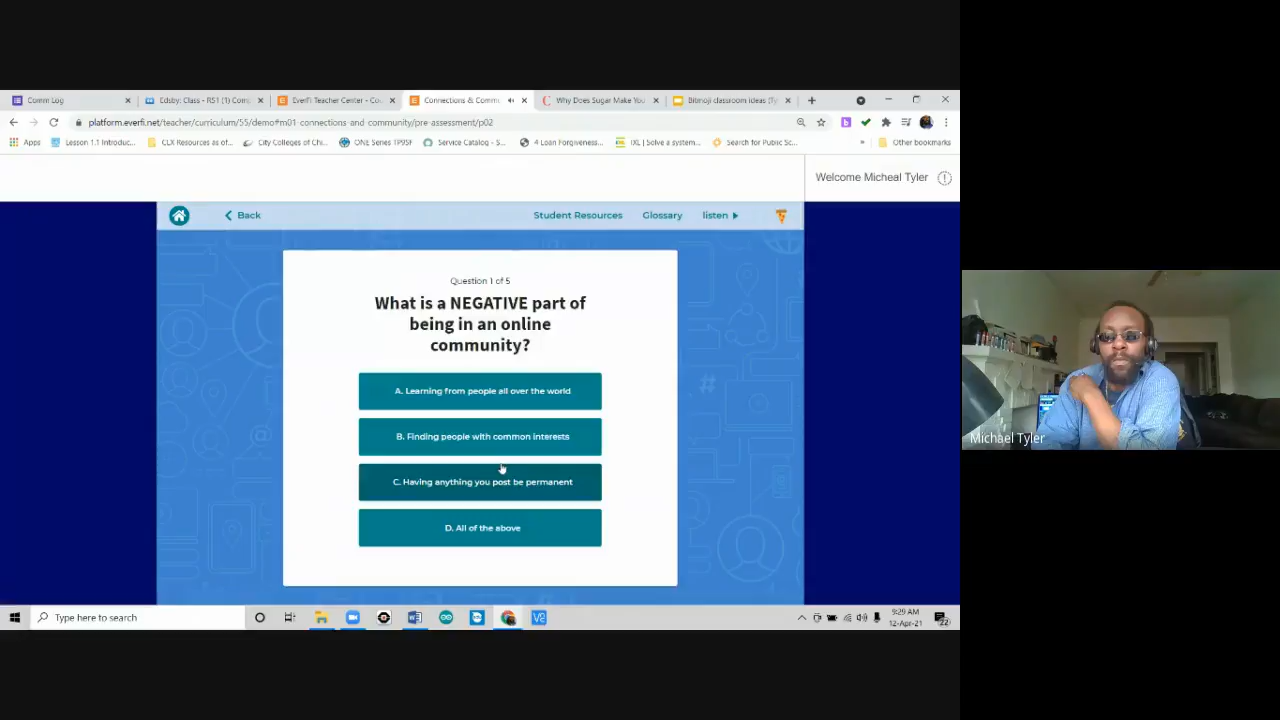 Comm Log
Edsby: Class - RS1 (1) Com
EverFi Teacher Center - Co
Connections & Commu
Why Does Sugar Make You
Bitmoji classroom ideas (Ty
platform.everfi.net/teacher/curriculum/55/demo#m01-connections-and-community/pre-assessment/p02
Apps
Lesson 1.1 Introduc...
CLX Resources as of...
City Colleges of Chi...
ONE Series TP95F
Service Catalog - S...
4 Loan Forgiveness...
IXL | Solve a system...
Search for Public Sc...
»
Other bookmarks
Welcome Micheal Tyler
Back
Student Resources
Glossary
listen
Question 1 of 5
What is a NEGATIVE part of
being in an online
community?
A. Learning from people all over the world
B. Finding people with common interests
C. Having anything you post be permanent
D. All of the above
Michael Tyler
Type here to search
9:29 AM
12-Apr-21
22